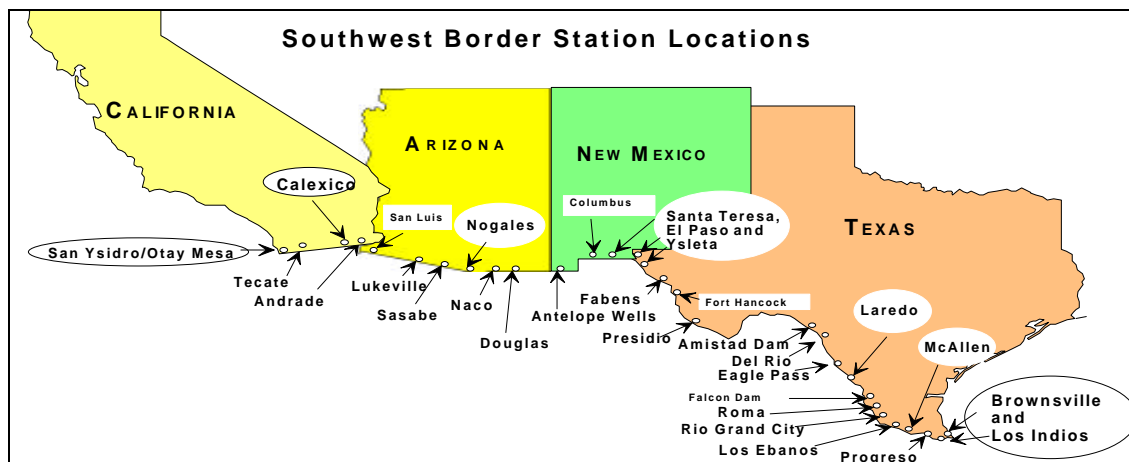 Southwest Border Station Locations
CALIFORNIA
ARIZONA
NEW MEXICO
TEXAS
Calexico
San Luis
Nogales
Columbus
Santa Teresa,
El Paso and
Ysleta
San Ysidro/Otay Mesa
Tecate
Andrade
Lukeville
Sasabe
Naco
Douglas
Antelope Wells
Fabens
Fort Hancock
Presidio
Laredo
Amistad Dam
Del Rio
Eagle Pass
McAllen
Falcon Dam
Roma
Rio Grand City
Los Ebanos
Progreso
Brownsville
and
Los Indios